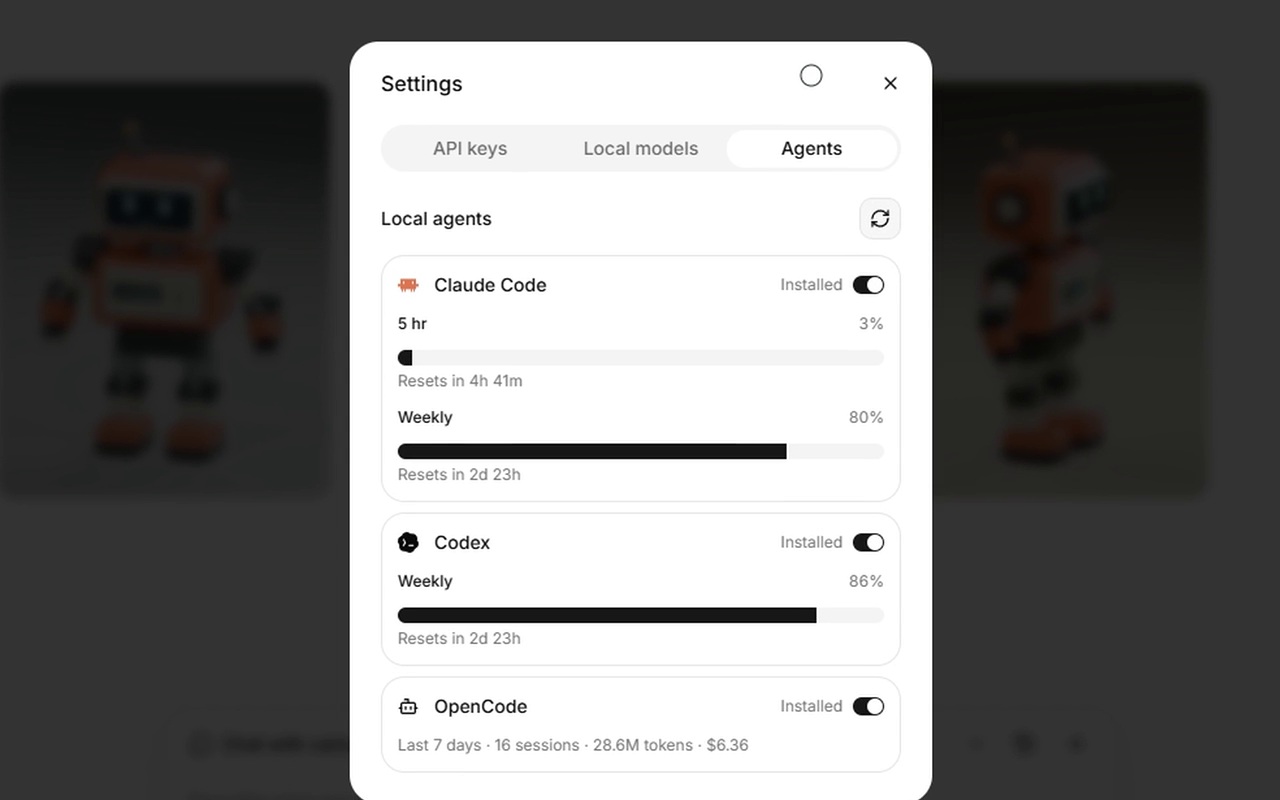 Settings
API keys
Local models
Agents
Local agents
Claude Code
Installed
5 hr
3%
Resets in 4h 41m
Weekly
80%
Resets in 2d 23h
Codex
Installed
Weekly
86%
Resets in 2d 23h
OpenCode
Installed
Last 7 days · 16 sessions · 28.6M tokens · $6.36